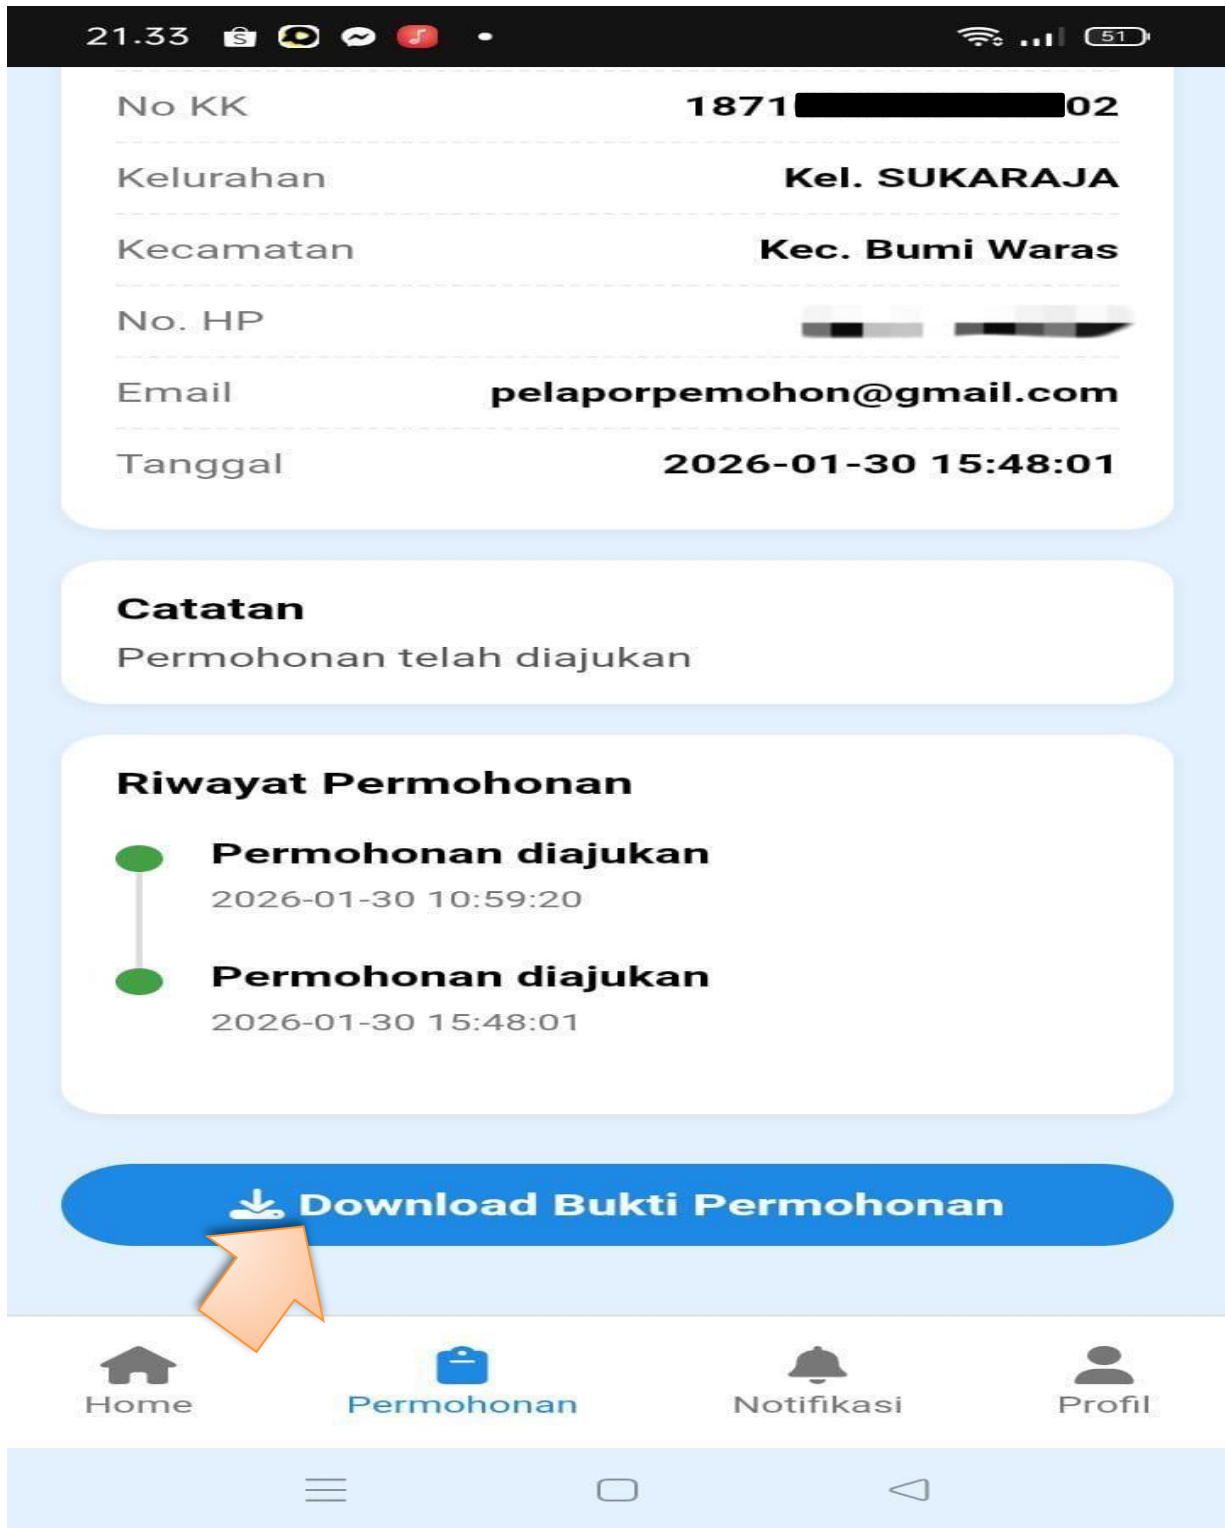 21.33
51
No KK 1871 02
Kelurahan Kel. SUKARAJA
Kecamatan Kec. Bumi Waras
No. HP
Email pelaporpemohon@gmail.com
Tanggal 2026-01-30 15:48:01
Catatan
Permohonan telah diajukan
Riwayat Permohonan
Permohonan diajukan
2026-01-30 10:59:20
Permohonan diajukan
2026-01-30 15:48:01
Download Bukti Permohonan
Home Permohonan Notifikasi Profil